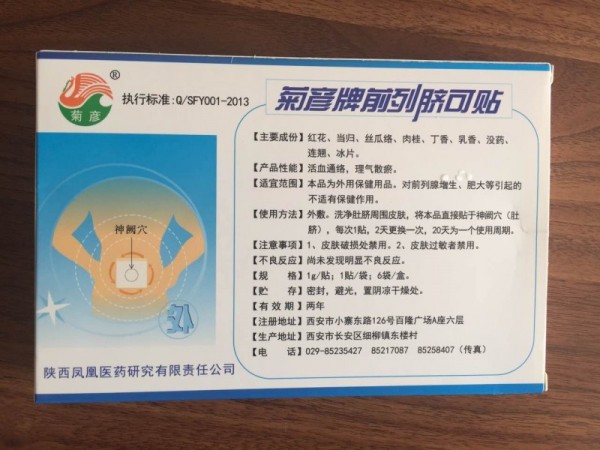 ®
菊彦
执行标准:Q/SFY001-2013
菊彦牌前列脐可贴
【主要成份】红花、当归、丝瓜络、肉桂、丁香、乳香、没药、
连翘、冰片。
【产品性能】活血通络，理气散瘀。
【适宜范围】本品为外用保健用品。对前列腺增生、肥大等引起的
不适有保健作用。
【使用方法】外敷。洗净肚脐周围皮肤，将本品直接贴于神阙穴（肚
脐），每次1贴，2天更换一次，20天为一个使用周期。
【注意事项】1、皮肤破损处禁用。2、皮肤过敏者禁用。
【不良反应】尚未发现明显不良反应。
【规 格】1g/贴；1贴/袋；6袋/盒。
【贮 存】密封，避光，置阴凉干燥处。
【有 效 期】两年
【注册地址】西安市小寨东路126号百隆广场A座六层
【生产地址】西安市长安区细柳镇东楼村
【电 话】029-85235427 85217087 85258407（传真）
神阙穴
外
陕西凤凰医药研究有限责任公司